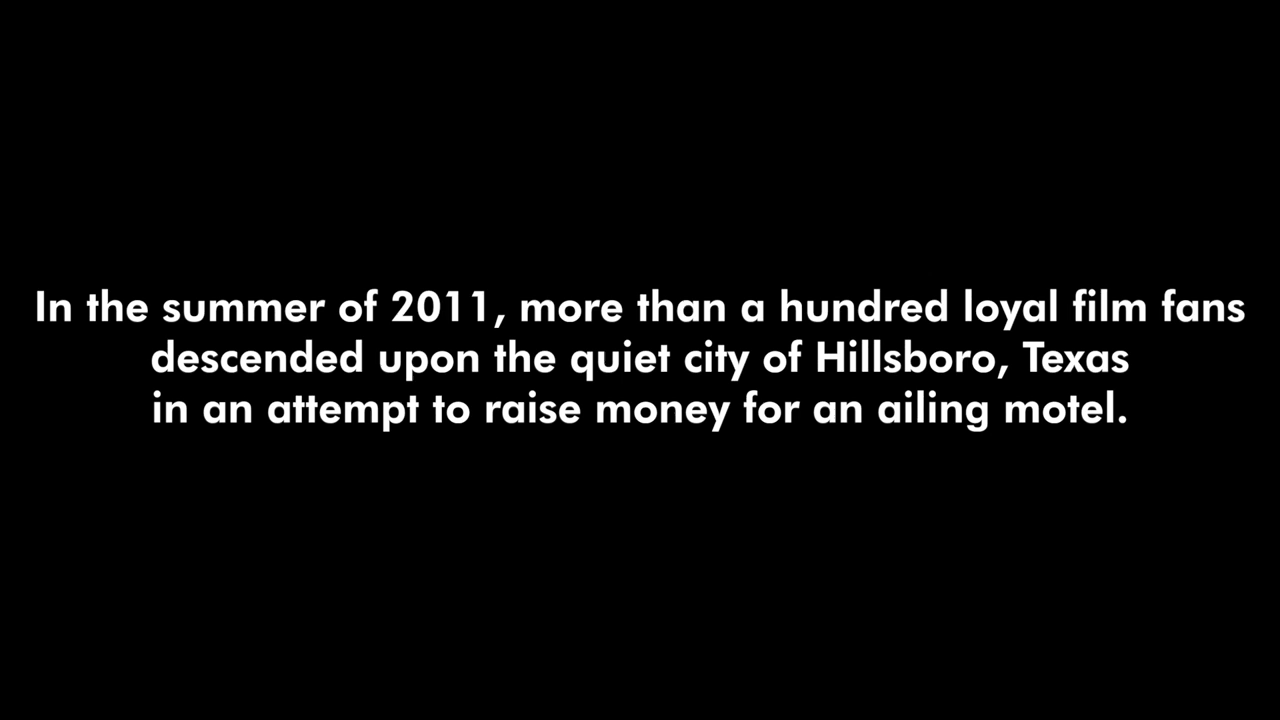 In the summer of 2011, more than a hundred loyal film fans
descended upon the quiet city of Hillsboro, Texas
in an attempt to raise money for an ailing motel.